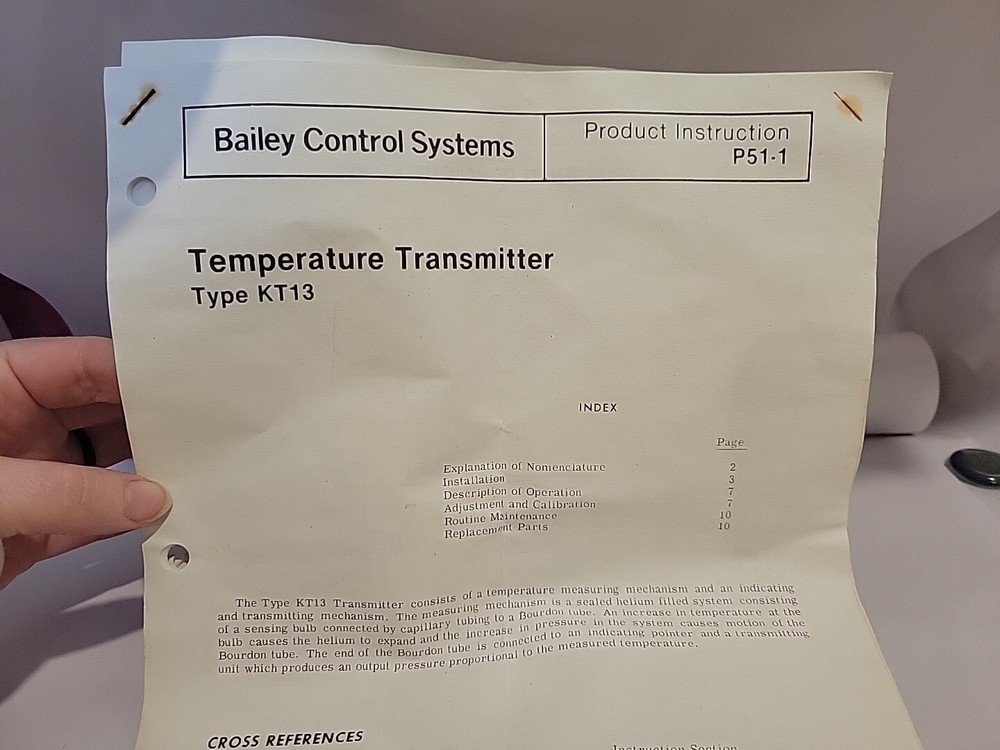 Bailey Control Systems
Product Instruction
P51-1
Temperature Transmitter
Type KT13
INDEX
Page
Explanation of Nomenclature 2
Installation 3
Description of Operation 7
Adjustment and Calibration 7
Routine Maintenance 10
Replacement Parts 10
The Type KT13 Transmitter consists of a temperature measuring mechanism and an indicating
and transmitting mechanism. The measuring mechanism is a sealed helium filled system consisting
of a sensing bulb connected by capillary tubing to a Bourdon tube. An increase in temperature at the
bulb causes the helium to expand and the increase in pressure in the system causes motion of the
Bourdon tube. The end of the Bourdon tube is connected to an indicating pointer and a transmitting
unit which produces an output pressure proportional to the measured temperature.
CROSS REFERENCES
Instruction Section